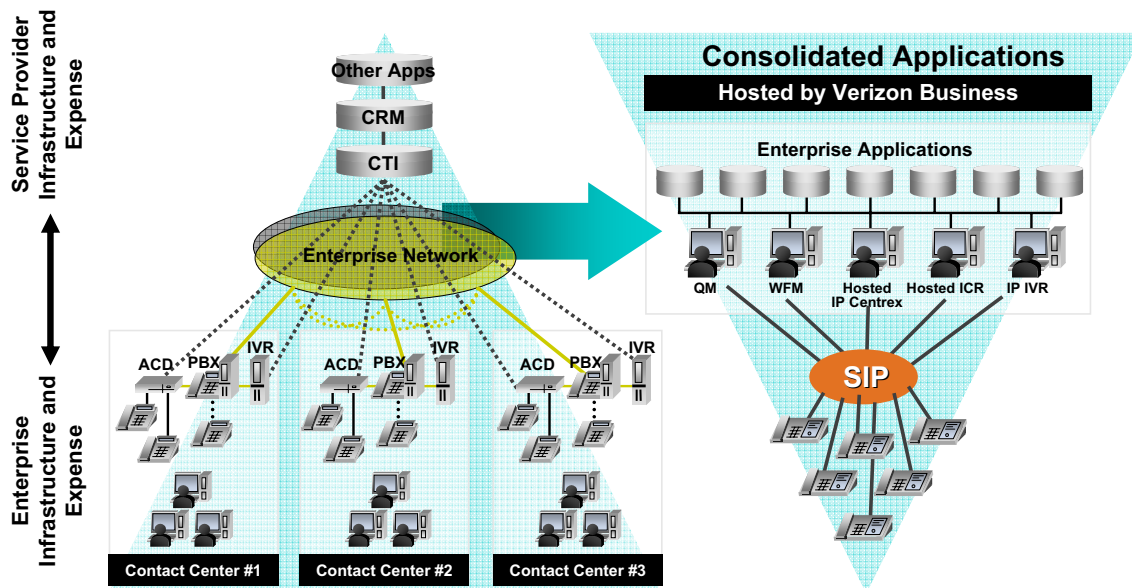 Service Provider
Infrastructure and
Expense
Enterprise
Infrastructure and
Expense
Other Apps
CRM
CTI
Enterprise Network
ACD
PBX
IVR
ACD
PBX
IVR
ACD
PBX
IVR
Contact Center #1
Contact Center #2
Contact Center #3
Consolidated Applications
Hosted by Verizon Business
Enterprise Applications
QM
WFM
Hosted
IP Centrex
Hosted ICR
IP IVR
SIP